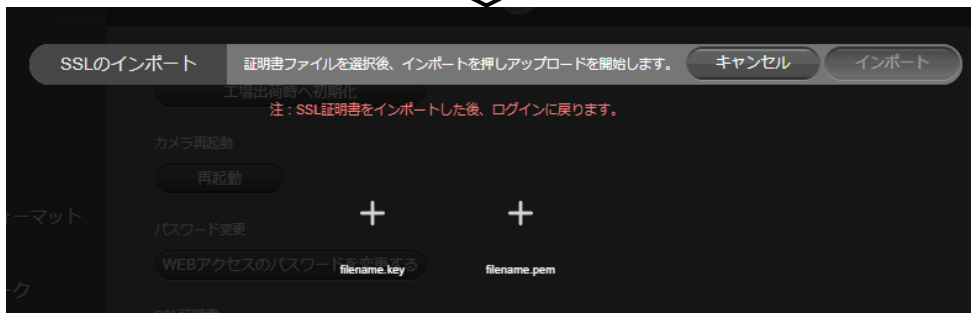 SSLのインポート 証明書ファイルを選択後、インポートを押しアップロードを開始します。 キャンセル インポート
工場出荷時へ初期化
注：SSL証明書をインポートした後、ログインに戻ります。
カメラ再起動
再起動
ーマット
パスワード変更
WEBアクセスのパスワードを変更する
filename.key filename.pem
ーク
SSL証明書